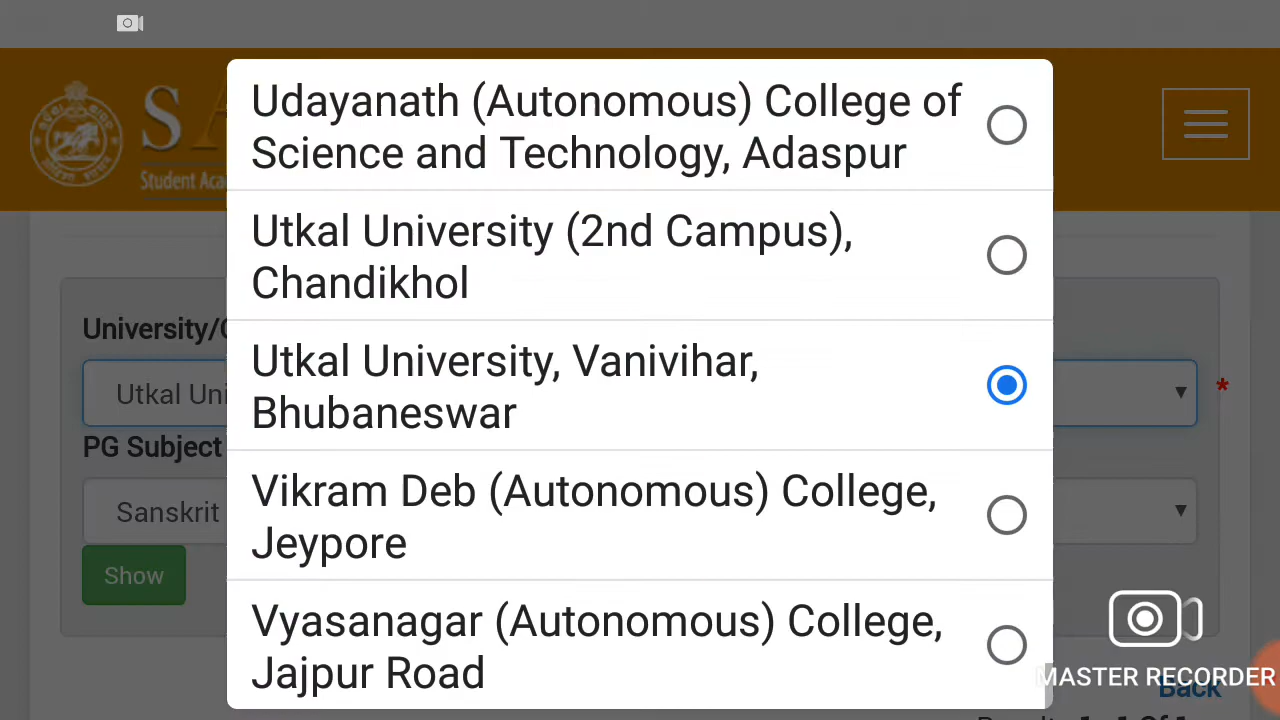 Udayanath (Autonomous) College of
Science and Technology, Adaspur
Utkal University (2nd Campus),
Chandikhol
Utkal University, Vanivihar,
Bhubaneswar
Vikram Deb (Autonomous) College,
Jeypore
Vyasanagar (Autonomous) College,
Jajpur Road
SA
Student Aca
University/
Utkal Uni
*
PG Subject
Sanskrit
Show
MASTER RECORDER
Back